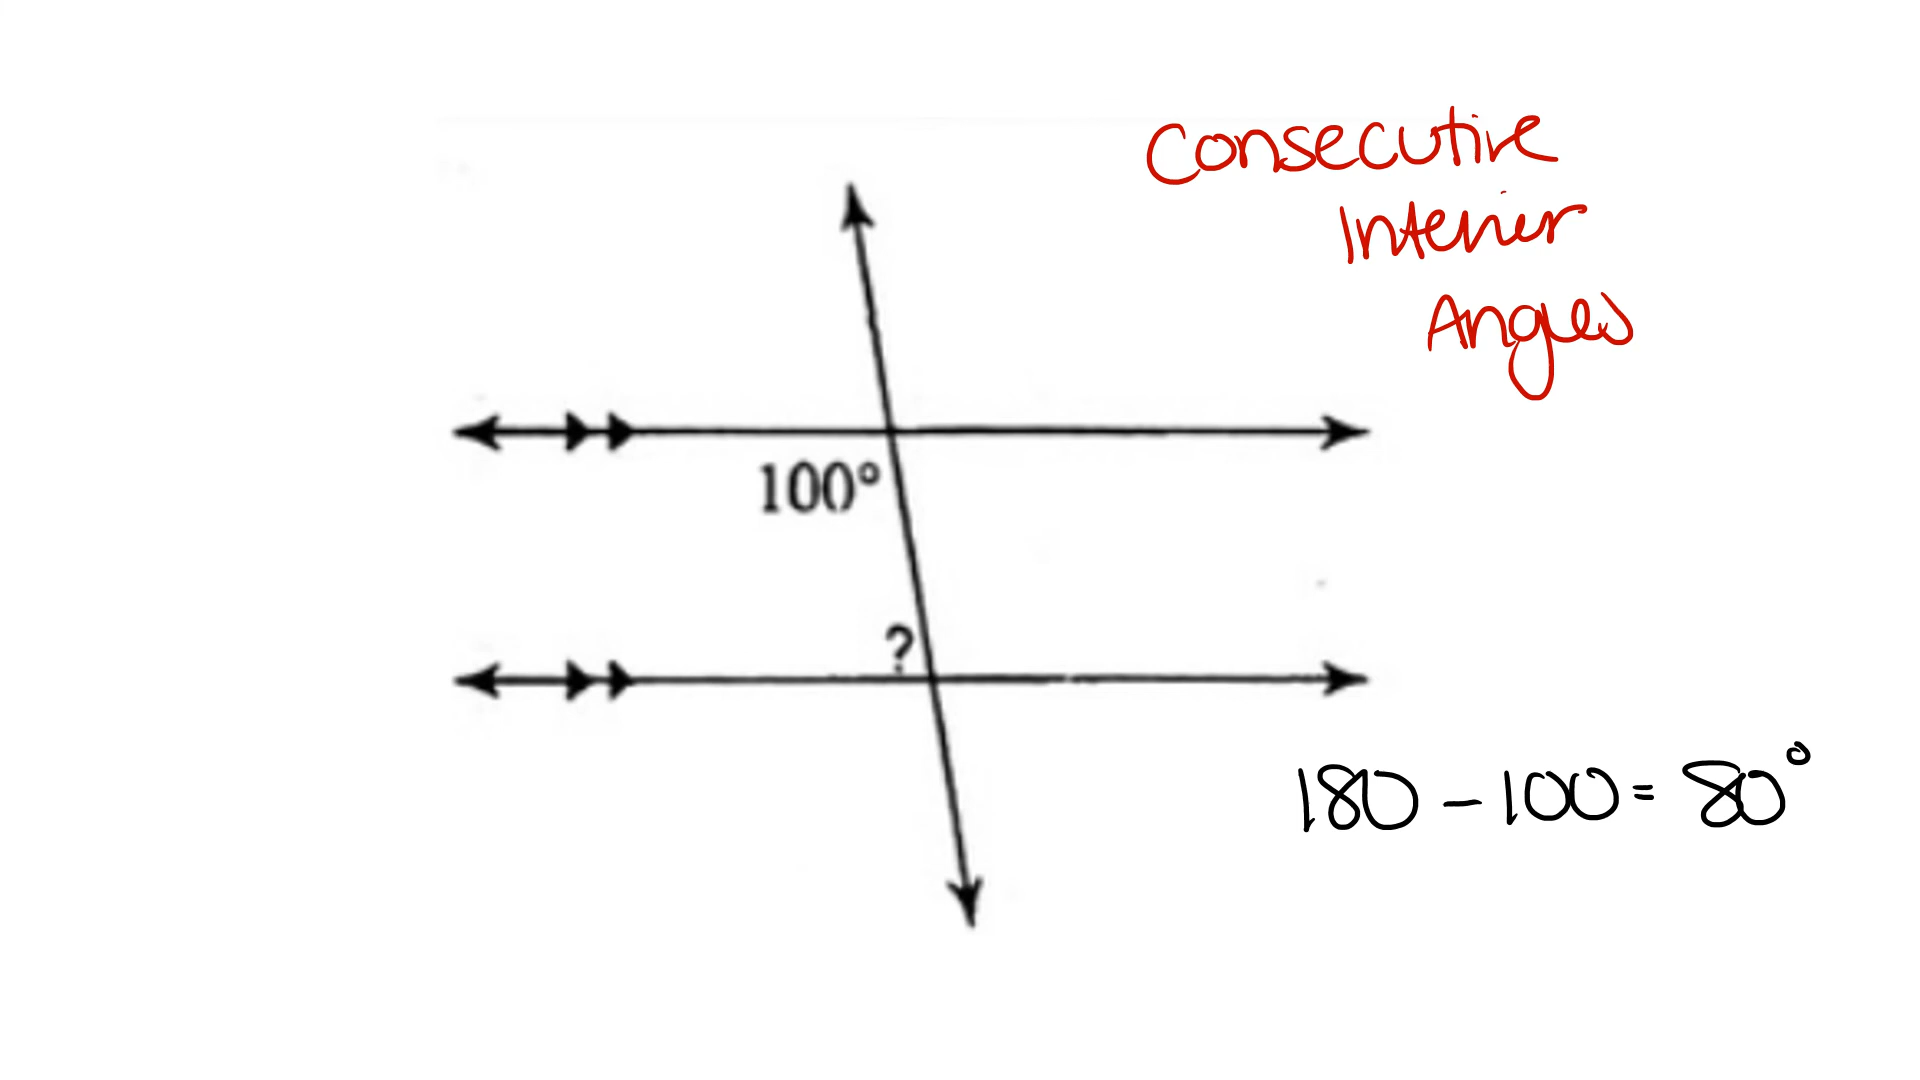 Consecutive
Interior
Angles
100°
?
180 - 100 = 80°